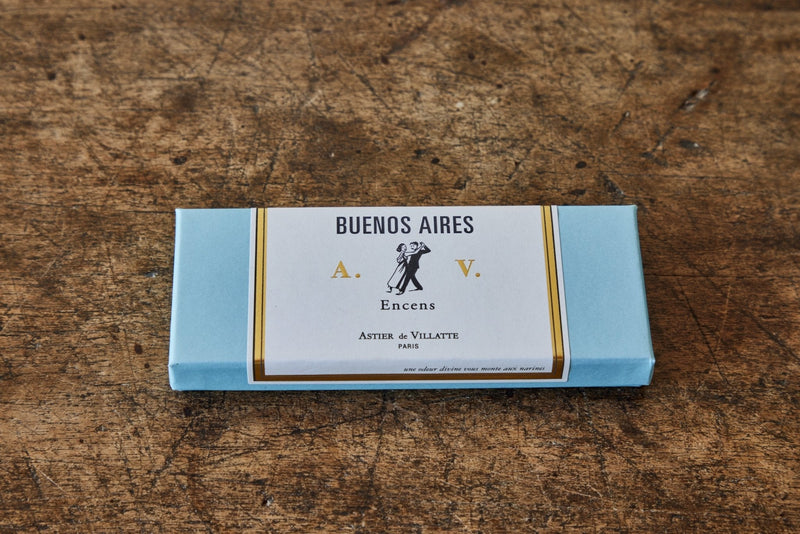 BUENOS AIRES
A. V.
Encens
ASTIER de VILLATTE
PARIS
une odeur divine vous monte aux narines